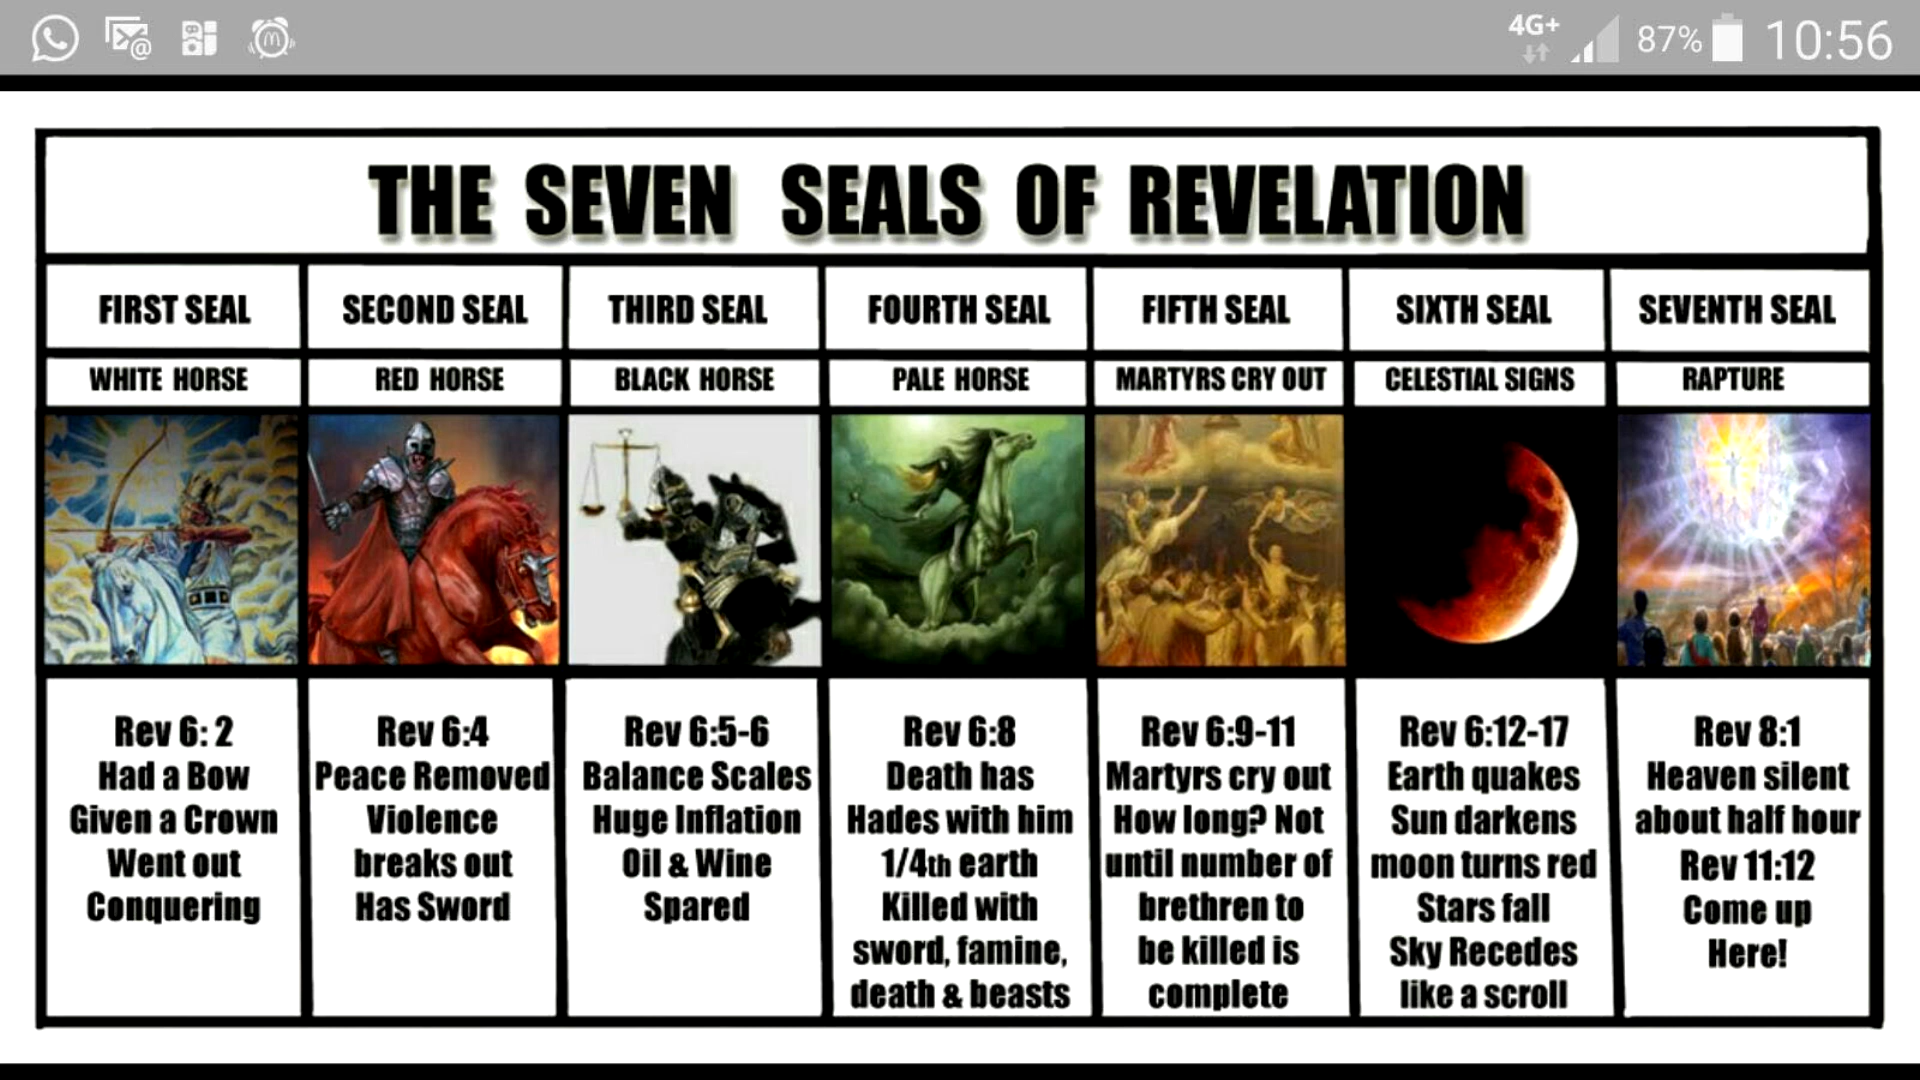 4G+ 87% 10:56
THE SEVEN SEALS OF REVELATION
FIRST SEAL
SECOND SEAL
THIRD SEAL
FOURTH SEAL
FIFTH SEAL
SIXTH SEAL
SEVENTH SEAL
WHITE HORSE
RED HORSE
BLACK HORSE
PALE HORSE
MARTYRS CRY OUT
CELESTIAL SIGNS
RAPTURE
Rev 6: 2
Had a Bow
Given a Crown
Went out
Conquering
Rev 6:4
Peace Removed
Violence
breaks out
Has Sword
Rev 6:5-6
Balance Scales
Huge Inflation
Oil & Wine
Spared
Rev 6:8
Death has
Hades with him
1/4th earth
Killed with
sword, famine,
death & beasts
Rev 6:9-11
Martyrs cry out
How long? Not
until number of
brethren to
be killed is
complete
Rev 6:12-17
Earth quakes
Sun darkens
moon turns red
Stars fall
Sky Recedes
like a scroll
Rev 8:1
Heaven silent
about half hour
Rev 11:12
Come up
Here!